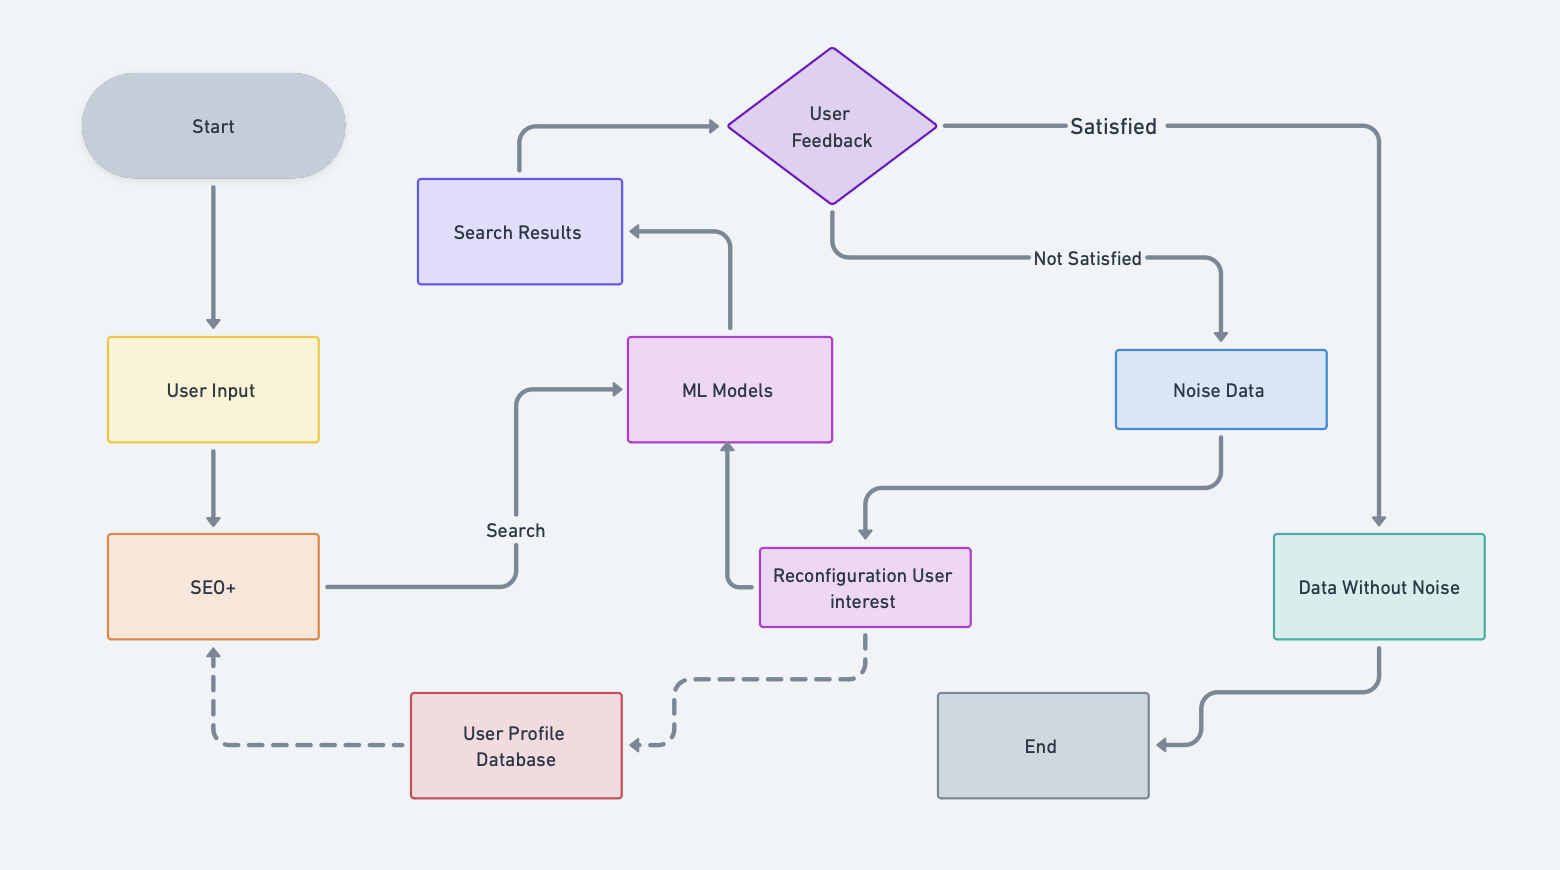 Start
User
Feedback
Satisfied
Search Results
Not Satisfied
User Input
ML Models
Noise Data
Search
SEO+
Reconfiguration User
interest
Data Without Noise
User Profile
Database
End